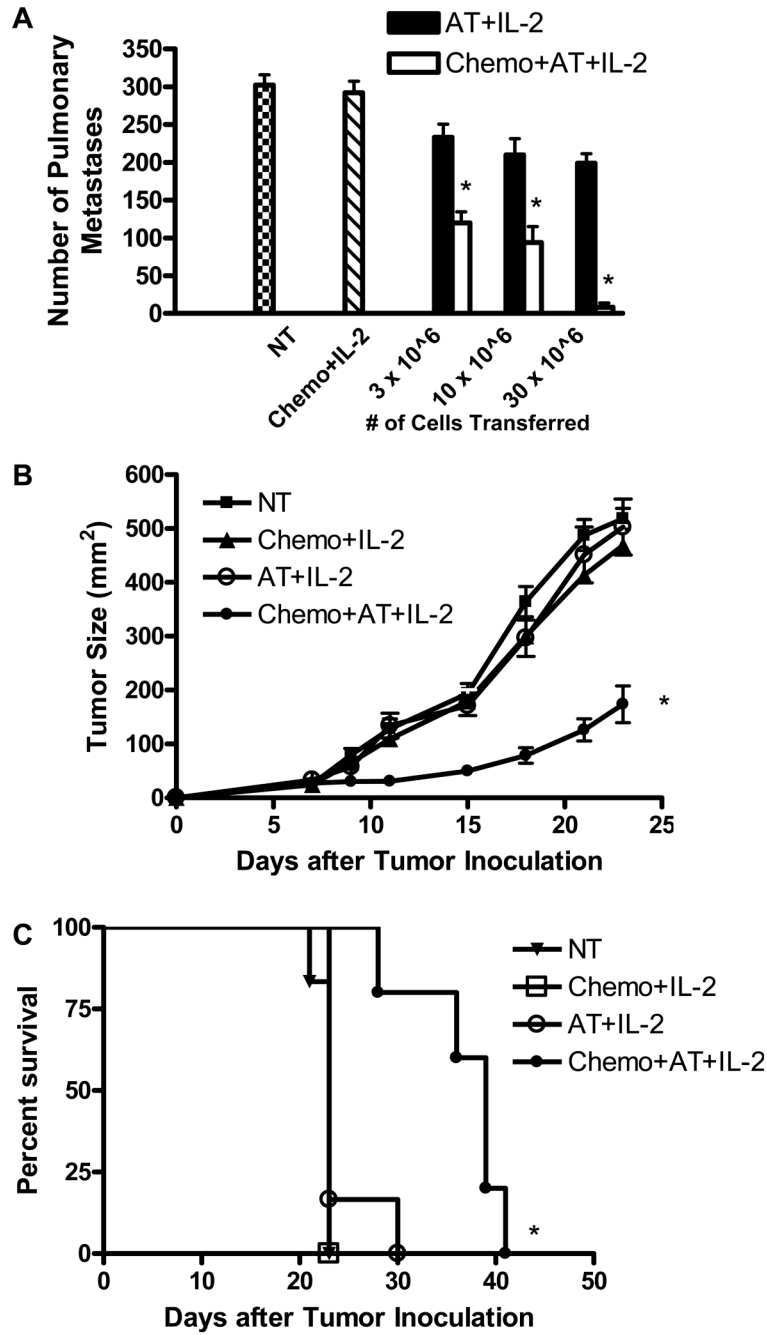 A
AT+IL-2
Chemo+AT+IL-2
Number of Pulmonary
Metastases
350
300
250
200
150
100
50
0
*
*
*
NT
Chemo+IL-2
3 x 10^6
10 x 10^6
30 x 10^6
# of Cells Transferred
B
NT
Chemo+IL-2
AT+IL-2
Chemo+AT+IL-2
Tumor Size (mm²)
600
500
400
300
200
100
0
*
0 5 10 15 20 25
Days after Tumor Inoculation
C
NT
Chemo+IL-2
AT+IL-2
Chemo+AT+IL-2
Percent survival
100
75
50
25
0
*
0 10 20 30 40 50
Days after Tumor Inoculation